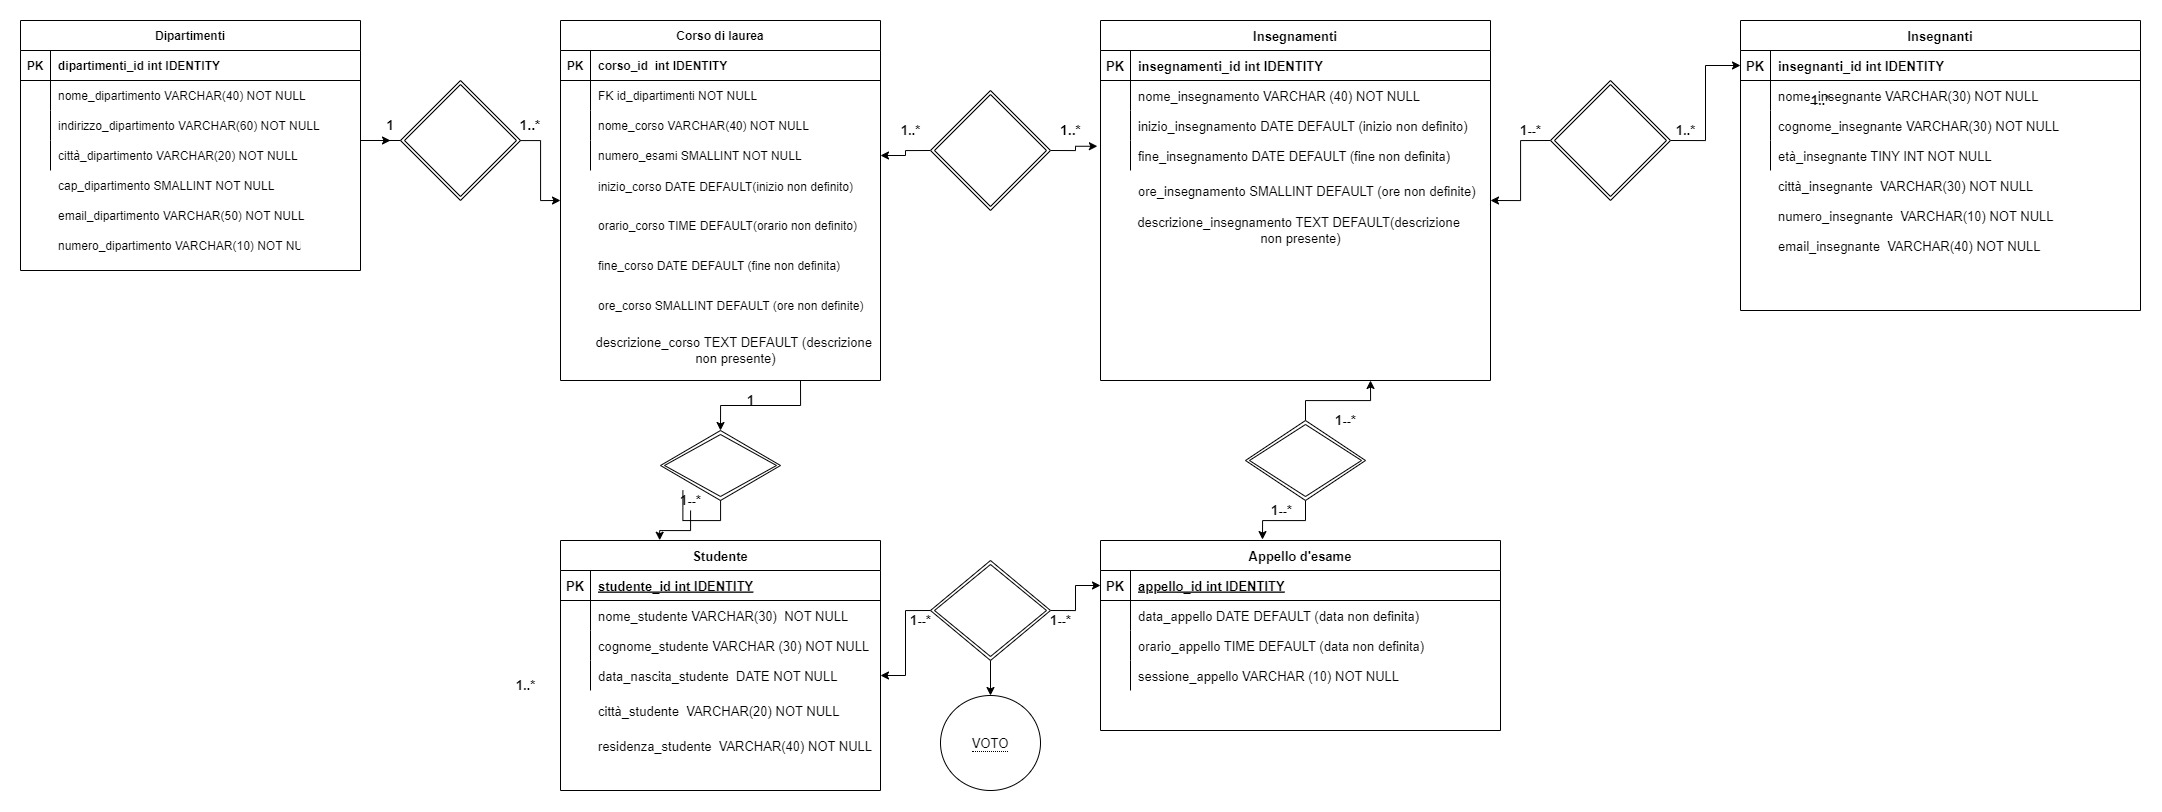 Dipartimenti
PK dipartimenti_id int IDENTITY
nome_dipartimento VARCHAR(40) NOT NULL
indirizzo_dipartimento VARCHAR(60) NOT NULL
città_dipartimento VARCHAR(20) NOT NULL
cap_dipartimento SMALLINT NOT NULL
email_dipartimento VARCHAR(50) NOT NULL
numero_dipartimento VARCHAR(10) NOT NU
1
1..*
Corso di laurea
PK corso_id int IDENTITY
FK id_dipartimenti NOT NULL
nome_corso VARCHAR(40) NOT NULL
numero_esami SMALLINT NOT NULL
inizio_corso DATE DEFAULT(inizio non definito)
orario_corso TIME DEFAULT(orario non definito)
fine_corso DATE DEFAULT (fine non definita)
ore_corso SMALLINT DEFAULT (ore non definite)
descrizione_corso TEXT DEFAULT (descrizione
non presente)
1..*
1..*
Insegnamenti
PK insegnamenti_id int IDENTITY
nome_insegnamento VARCHAR (40) NOT NULL
inizio_insegnamento DATE DEFAULT (inizio non definito)
fine_insegnamento DATE DEFAULT (fine non definita)
ore_insegnamento SMALLINT DEFAULT (ore non definite)
descrizione_insegnamento TEXT DEFAULT(descrizione
non presente)
1--*
1..*
Insegnanti
PK insegnanti_id int IDENTITY
nome_insegnante VARCHAR(30) NOT NULL
1..*
cognome_insegnante VARCHAR(30) NOT NULL
età_insegnante TINY INT NOT NULL
città_insegnante VARCHAR(30) NOT NULL
numero_insegnante VARCHAR(10) NOT NULL
email_insegnante VARCHAR(40) NOT NULL
1
1--*
1--*
1--*
Studente
PK studente_id int IDENTITY
nome_studente VARCHAR(30) NOT NULL
cognome_studente VARCHAR (30) NOT NULL
data_nascita_studente DATE NOT NULL
città_studente VARCHAR(20) NOT NULL
residenza_studente VARCHAR(40) NOT NULL
1..*
1--*
1--*
VOTO
Appello d'esame
PK appello_id int IDENTITY
data_appello DATE DEFAULT (data non definita)
orario_appello TIME DEFAULT (data non definita)
sessione_appello VARCHAR (10) NOT NULL